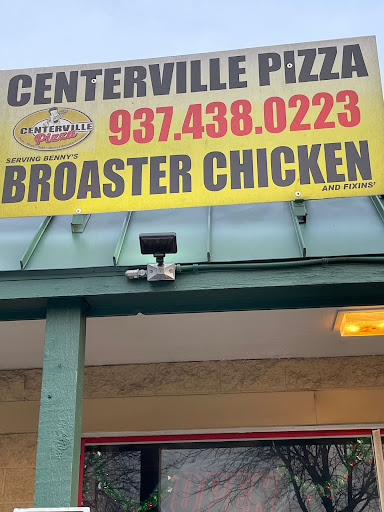 CENTERVILLE PIZZA
CENTERVILLE
Pizza
937.438.0223
SERVING BENNY'S
BROASTER CHICKEN
AND FIXINS'